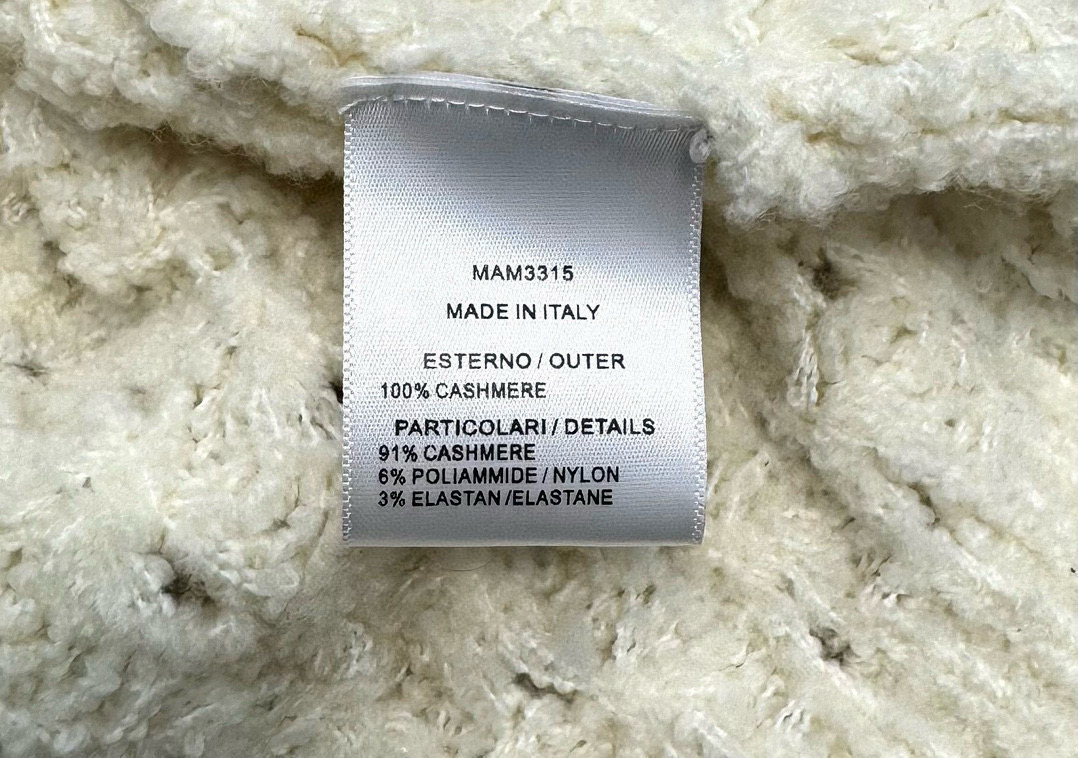 MAM3315
MADE IN ITALY
ESTERNO / OUTER
100% CASHMERE
PARTICOLARI / DETAILS
91% CASHMERE
6% POLIAMMIDE / NYLON
3% ELASTAN /ELASTANE